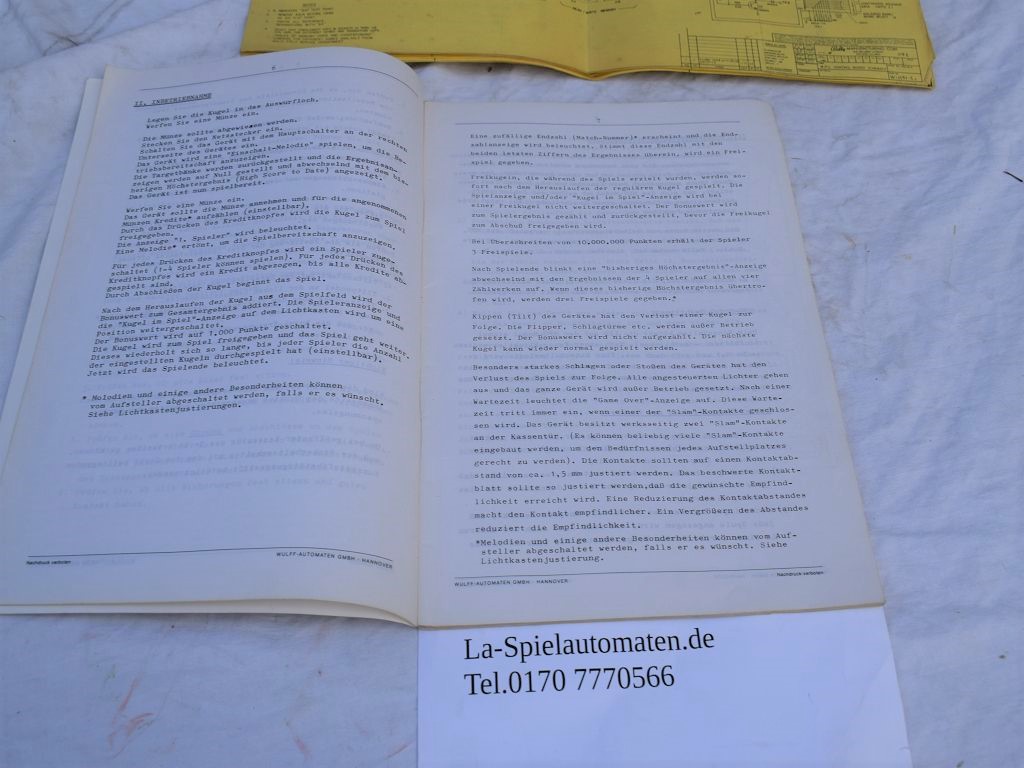 6
II. INBETRIEBNAHME
Legen Sie die Kugel in das Auswurfloch.
Werfen Sie eine Münze ein.
Die Münze sollte abgewiesen werden.
Stecken Sie den Netzstecker ein.
Schalten Sie das Gerät mit dem Hauptschalter an der rechten
Unterseite des Gerätes ein.
Das Gerät wird eine "Einschalt-Melodie" spielen, um die Be-
triebsbereitschaft anzuzeigen.
Die Targetbänke werden zurückgestellt und die Ergebnisan-
zeigen werden auf Null gestellt und abwechselnd mit dem bis-
herigen Höchstergebnis (High Score to Date) angezeigt.
Das Gerät ist nun spielbereit.
Werfen Sie eine Münze ein.
Das Gerät sollte die Münze annehmen und für die angenommenen
Münzen Kredite* aufzählen (einstellbar).
Durch das Drücken des Kreditknopfes wird die Kugel zum Spiel
freigegeben.
Die Anzeige "1. Spieler" wird beleuchtet.
Eine Melodie* ertönt, um die Spielbereitschaft anzuzeigen.
Für jedes Drücken des Kreditknopfes wird ein Spieler zuge-
schaltet (1-4 Spieler können spielen). Für jedes Drücken des
Kreditknopfes wird ein Kredit abgezogen, bis alle Kredite ab-
gespielt sind.
Durch Abschießen der Kugel beginnt das Spiel.
Nach dem Herauslaufen der Kugel aus dem Spielfeld wird der
Bonuswert zum Gesamtergebnis addiert. Die Spieleranzeige und
die "Kugel im Spiel"-Anzeige auf dem Lichtkasten wird um eine
Position weitergeschaltet.
Der Bonuswert wird auf 1.000 Punkte geschaltet.
Die Kugel wird zum Spiel freigegeben und das Spiel geht weiter.
Dieses wiederholt sich so lange, bis jeder Spieler die Anzahl
der eingestellten Kugeln durchgespielt hat (einstellbar).
Jetzt wird das Spielende beleuchtet.
* Melodien und einige andere Besonderheiten können
vom Aufsteller abgeschaltet werden, falls er es wünscht.
Siehe Lichtkastenjustierungen.
Nachdruck verboten
WULFF-AUTOMATEN GMBH - HANNOVER
7
Eine zufällige Endzahl (Match-Nummer)* erscheint und die End-
zahlanzeige wird beleuchtet. Stimmt diese Endzahl mit den
beiden letzten Ziffern des Ergebnisses überein, wird ein Frei-
spiel gegeben.
Freikugeln, die während des Spiels erzielt wurden, werden so-
fort nach dem Herauslaufen der regulären Kugel gespielt. Die
Spielanzeige und/oder "Kugel im Spiel"-Anzeige wird bei
einer Freikugel nicht weitergeschaltet. Der Bonuswert wird
zum Spielergebnis gezählt und zurückgestellt, bevor die Freikugel
zum Abschuß freigegeben wird.
Bei Überschreiten von 10,000,000 Punkten erhält der Spieler
3 Freispiele.
Nach Spielende blinkt eine "bisheriges Höchstergebnis"-Anzeige
abwechselnd mit den Ergebnissen der 4 Spieler auf allen vier
Zählwerken auf. Wenn dieses bisherige Höchstergebnis übertrof-
fen wird, werden drei Freispiele gegeben.*
Kippen (Tilt) des Gerätes hat den Verlust einer Kugel zur
Folge. Die Flipper, Schlagtürme etc. werden außer Betrieb
gesetzt. Der Bonuswert wird nicht aufgezählt. Die nächste
Kugel kann wieder normal gespielt werden.
Besonders starkes Schlagen oder Stoßen des Gerätes hat den
Verlust des Spiels zur Folge. Alle angesteuerten Lichter gehen
aus und das ganze Gerät wird außer Betrieb gesetzt. Nach einer
Wartezeit leuchtet die "Game Over"-Anzeige auf. Diese Warte-
zeit tritt immer ein, wenn einer der "Slam"-Kontakte geschlos-
sen wird. Das Gerät besitzt werksseitig zwei "Slam"-Kontakte
an der Kassentür. (Es können beliebig viele "Slam"-Kontakte
eingebaut werden, um den Bedürfnissen jedes Aufstellplatzes
gerecht zu werden). Die Kontakte sollten auf einen Kontaktab-
stand von ca. 1,5 mm justiert werden. Das beschwerte Kontakt-
blatt sollte so justiert werden,daß die gewünschte Empfind-
lichkeit erreicht wird. Eine Reduzierung des Kontaktabstandes
macht den Kontakt empfindlicher. Ein Vergrößern des Abstandes
reduziert die Empfindlichkeit.
*Melodien und einige andere Besonderheiten können vom Auf-
steller abgeschaltet werden, falls er es wünscht. Siehe
Lichtkastenjustierung.
WULFF-AUTOMATEN GMBH - HANNOVER
Nachdruck verboten
La-Spielautomaten.de
Tel.0170 7770566